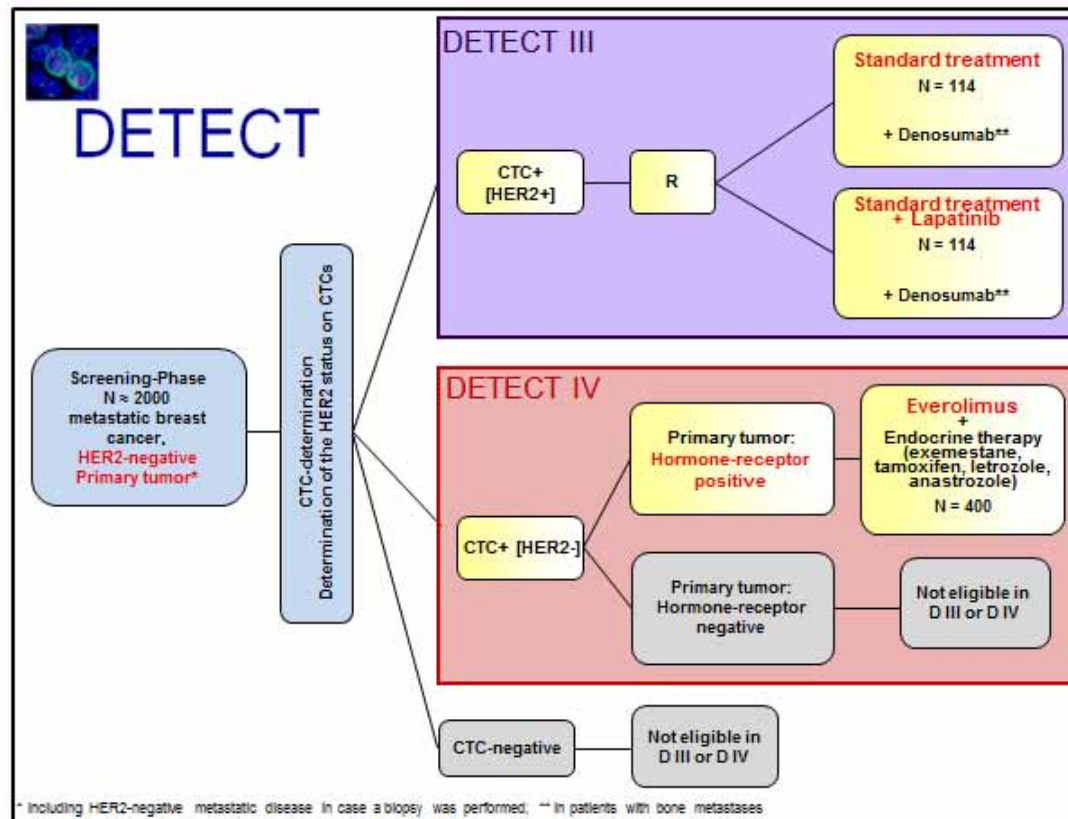 DETECT
Screening-Phase
N ≈ 2000
metastatic breast
cancer,
HER2-negative
Primary tumor*
CTC-determination
Determination of the HER2 status on CTCs
DETECT III
CTC+
[HER2+]
R
Standard treatment
N = 114
+ Denosumab**
Standard treatment
+ Lapatinib
N = 114
+ Denosumab**
DETECT IV
CTC+ [HER2-]
Primary tumor:
Hormone-receptor
positive
Everolimus
+
Endocrine therapy
(exemestane,
tamoxifen, letrozole,
anastrozole)
N = 400
Primary tumor:
Hormone-receptor
negative
Not eligible in
D III or D IV
CTC-negative
Not eligible in
D III or D IV
* Including HER2-negative metastatic disease in case a biopsy was performed; ** in patients with bone metastases